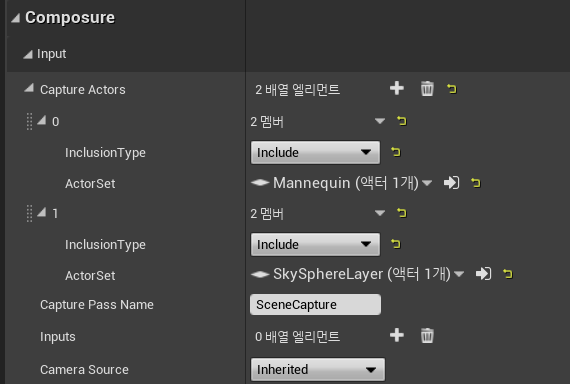 Composure
Input
Capture Actors 2 배열 엘리먼트
0 2 멤버
InclusionType Include
ActorSet Mannequin (액터 1개)
1 2 멤버
InclusionType Include
ActorSet SkySphereLayer (액터 1개)
Capture Pass Name SceneCapture
Inputs 0 배열 엘리먼트
Camera Source Inherited